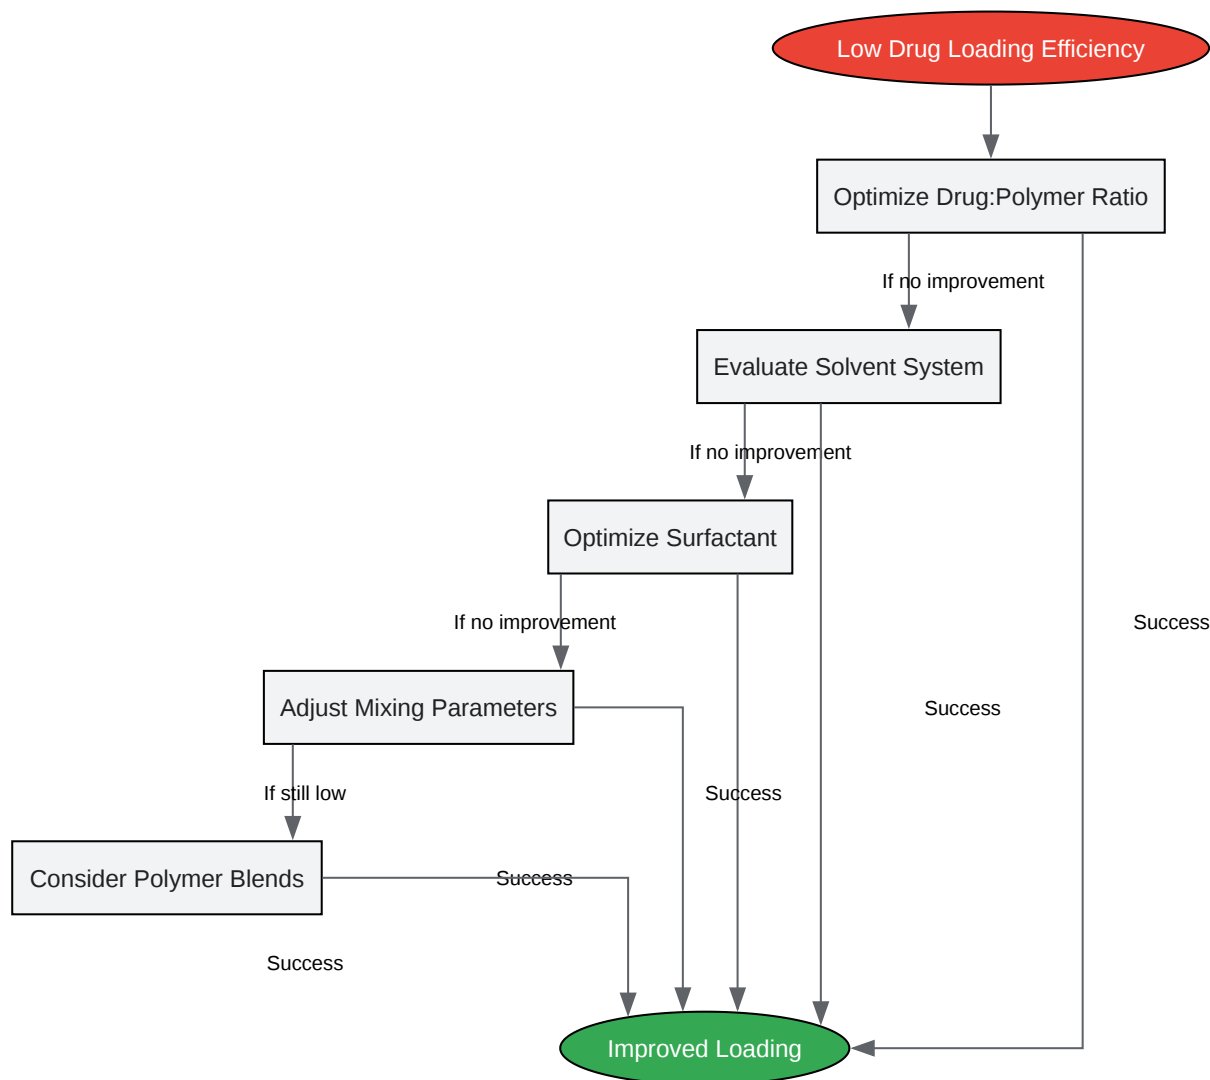 Low Drug Loading Efficiency
Optimize Drug:Polymer Ratio
If no improvement
Evaluate Solvent System
If no improvement
Optimize Surfactant
If no improvement
Success
Adjust Mixing Parameters
Success
If still low
Success
Consider Polymer Blends
Success
Success
Improved Loading